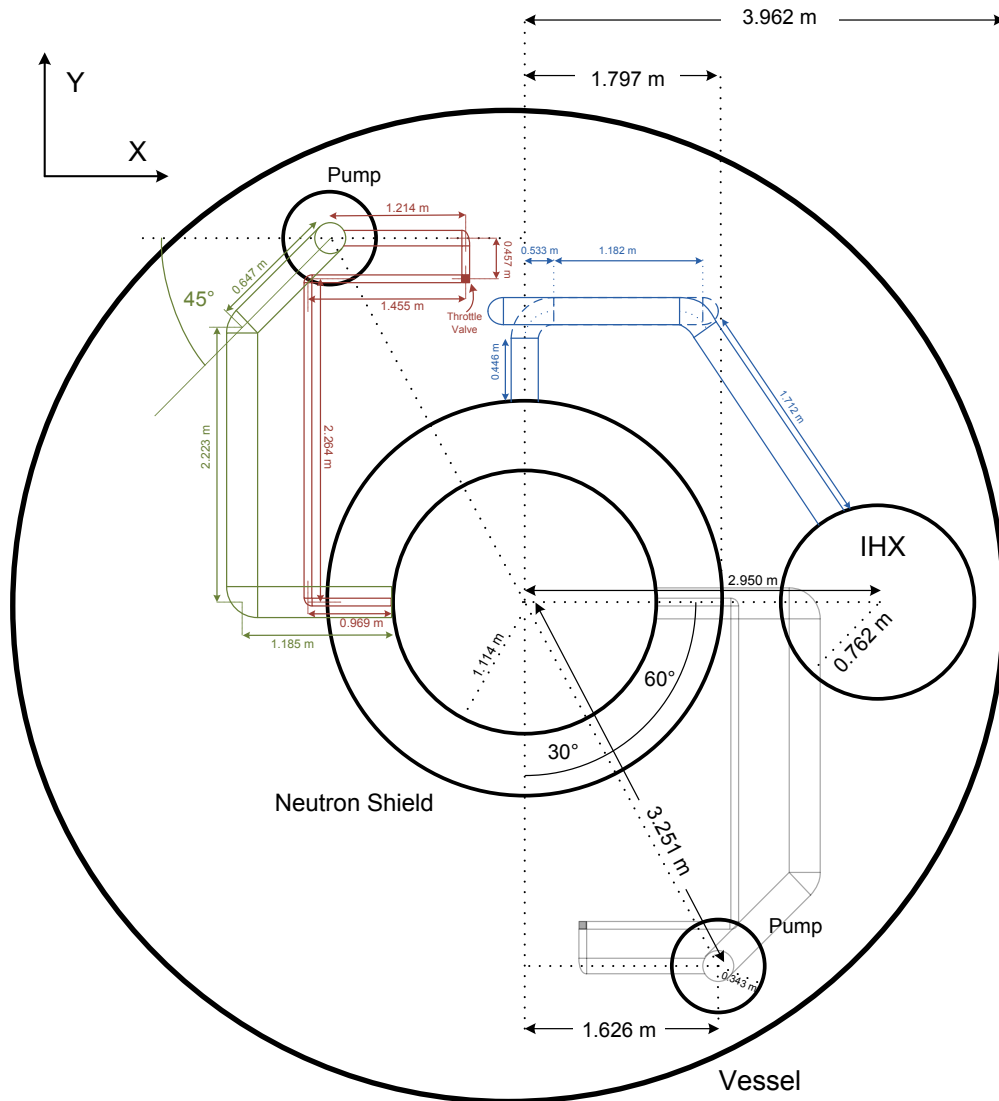 3.962 m
1.797 m
Y
X
Pump
1.214 m
0.457 m
0.533 m
1.182 m
0.647 m
45°
1.455 m
Throttle
Valve
0.446 m
1.712 m
2.223 m
2.264 m
IHX
2.950 m
0.969 m
1.185 m
1.114 m
0.762 m
60°
30°
Neutron Shield
3.251 m
Pump
0.343 m
1.626 m
Vessel